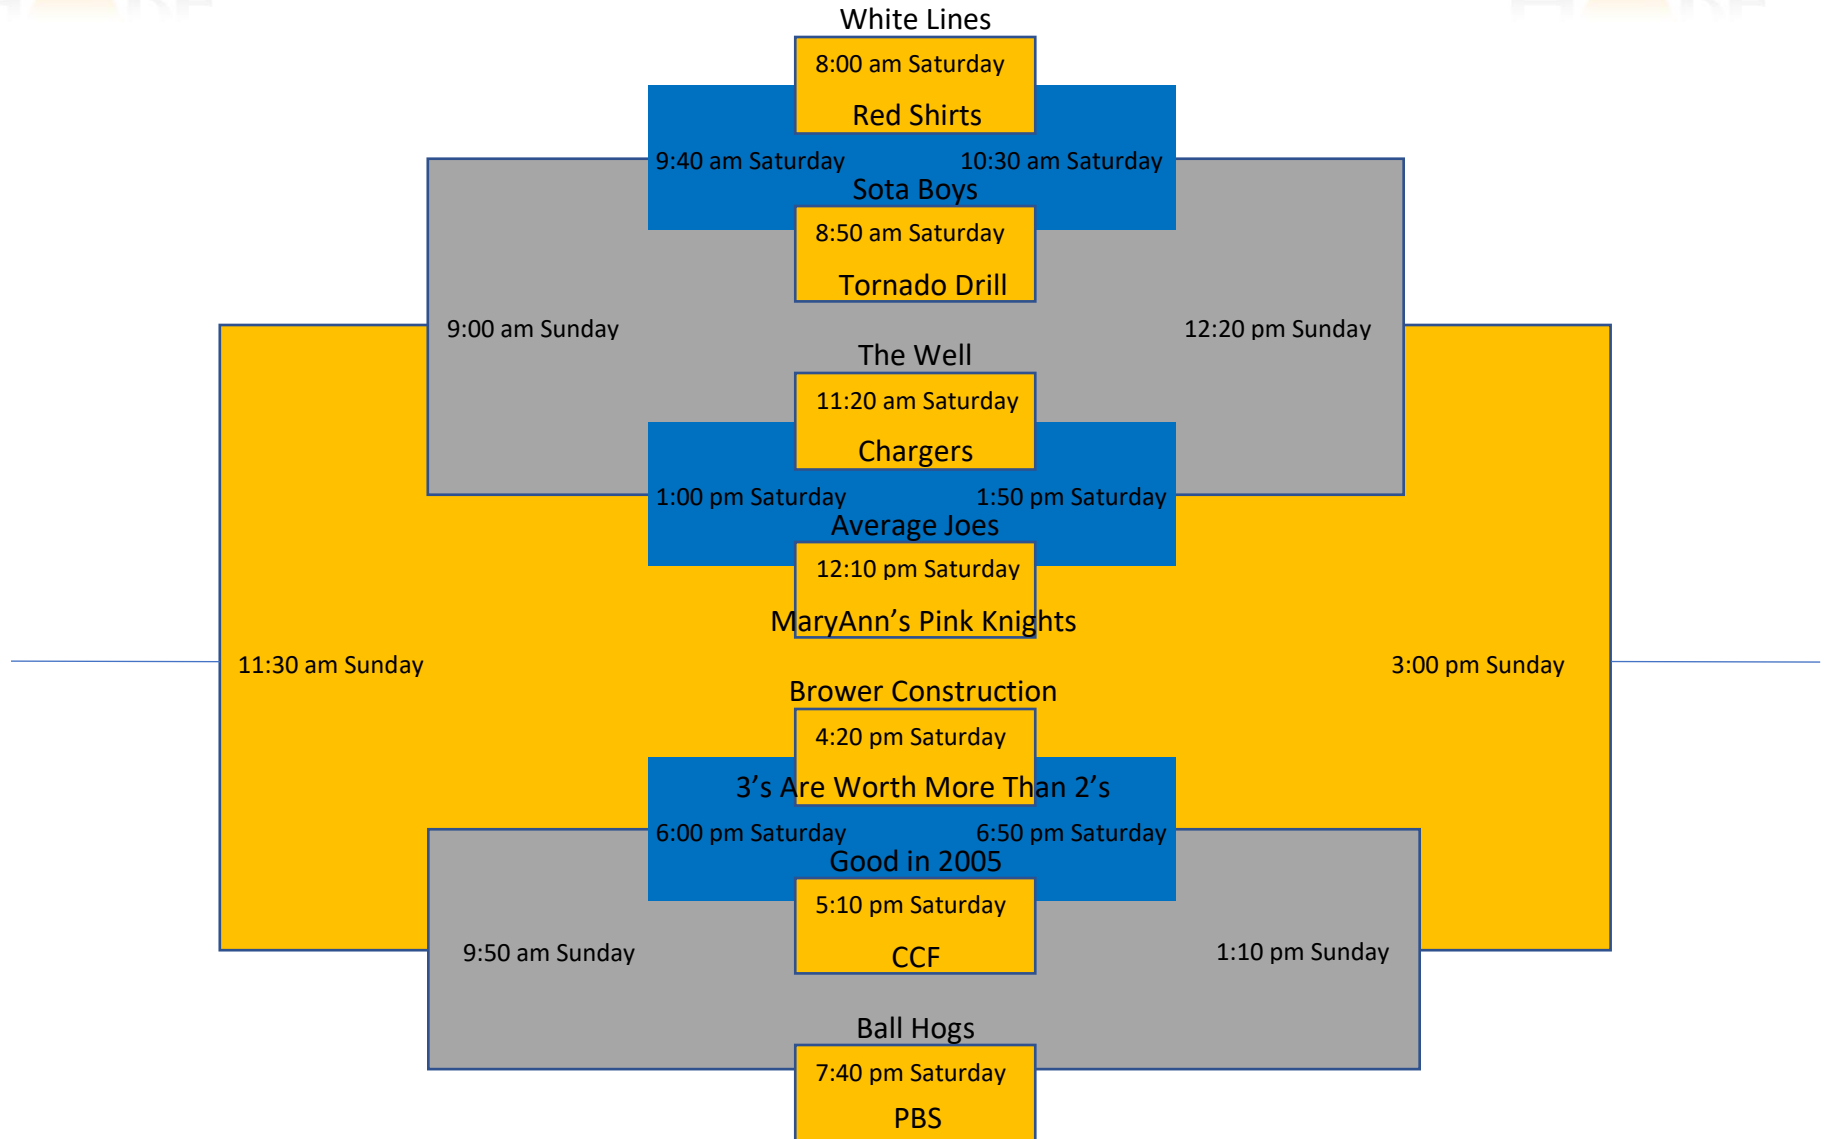 White Lines
8:00 am Saturday
Red Shirts
9:40 am Saturday 10:30 am Saturday
Sota Boys
8:50 am Saturday
Tornado Drill
9:00 am Sunday 12:20 pm Sunday
The Well
11:20 am Saturday
Chargers
1:00 pm Saturday 1:50 pm Saturday
Average Joes
12:10 pm Saturday
MaryAnn’s Pink Knights
11:30 am Sunday 3:00 pm Sunday
Brower Construction
4:20 pm Saturday
3’s Are Worth More Than 2’s
6:00 pm Saturday 6:50 pm Saturday
Good in 2005
5:10 pm Saturday
9:50 am Sunday CCF 1:10 pm Sunday
Ball Hogs
7:40 pm Saturday
PBS